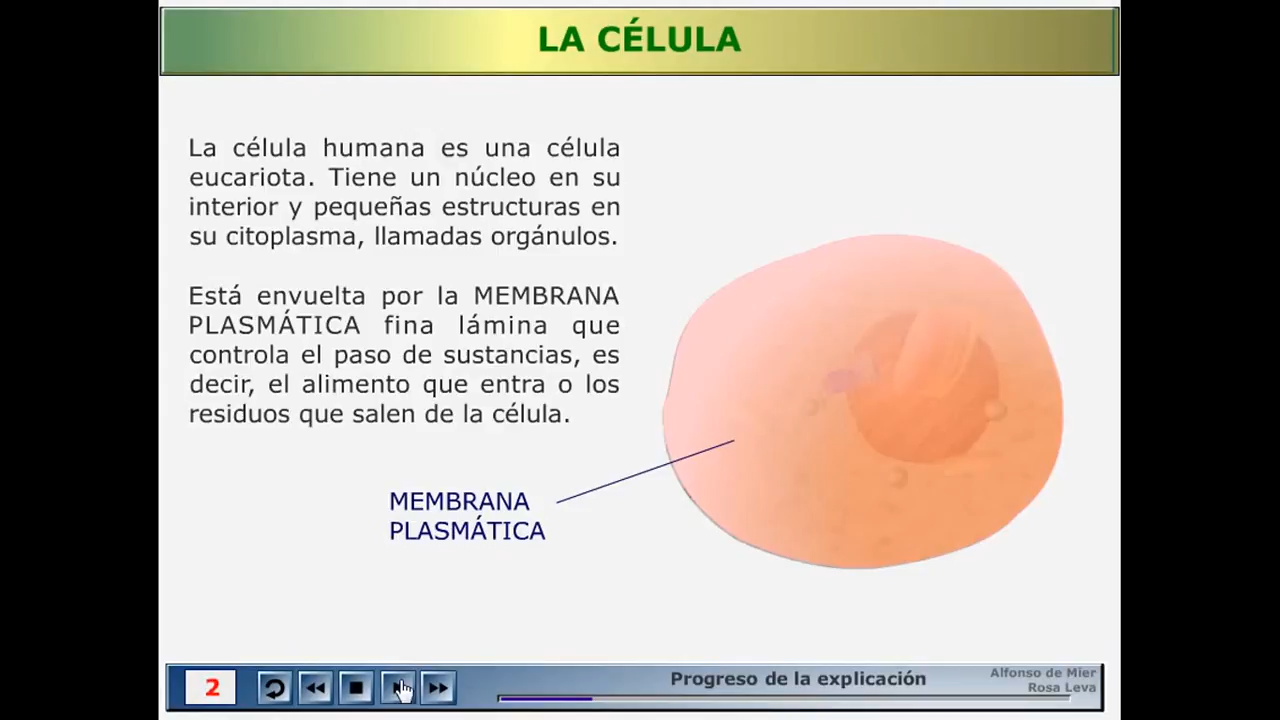 LA CÉLULA
La célula humana es una célula
eucariota. Tiene un núcleo en su
interior y pequeñas estructuras en
su citoplasma, llamadas orgánulos.
Está envuelta por la MEMBRANA
PLASMÁTICA fina lámina que
controla el paso de sustancias, es
decir, el alimento que entra o los
residuos que salen de la célula.
MEMBRANA
PLASMÁTICA
2
Progreso de la explicación
Alfonso de Mier
Rosa Leva